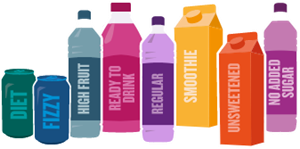 DIET
FIZZY
HIGH FRUIT
READY TO
DRINK
REGULAR
SMOOTHIE
UNSWEETENED
NO ADDED
SUGAR